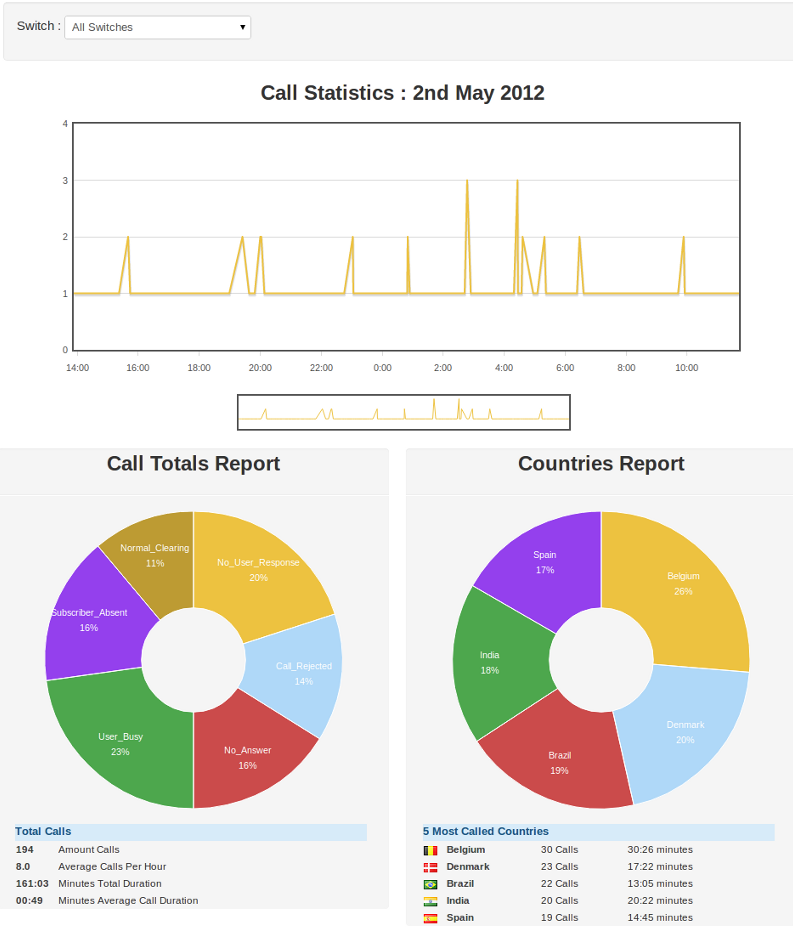 Switch : All Switches
Call Statistics : 2nd May 2012
4
3
2
1
0
14:00 16:00 18:00 20:00 22:00 0:00 2:00 4:00 6:00 8:00 10:00
Call Totals Report
Normal_Clearing
11%
No_User_Response
20%
Subscriber_Absent
16%
Call_Rejected
14%
User_Busy
23%
No_Answer
16%
Total Calls
194 Amount Calls
8.0 Average Calls Per Hour
161:03 Minutes Total Duration
00:49 Minutes Average Call Duration
Countries Report
Spain
17%
Belgium
26%
India
18%
Denmark
20%
Brazil
19%
5 Most Called Countries
Belgium 30 Calls 30:26 minutes
Denmark 23 Calls 17:22 minutes
Brazil 22 Calls 13:05 minutes
India 20 Calls 20:22 minutes
Spain 19 Calls 14:45 minutes